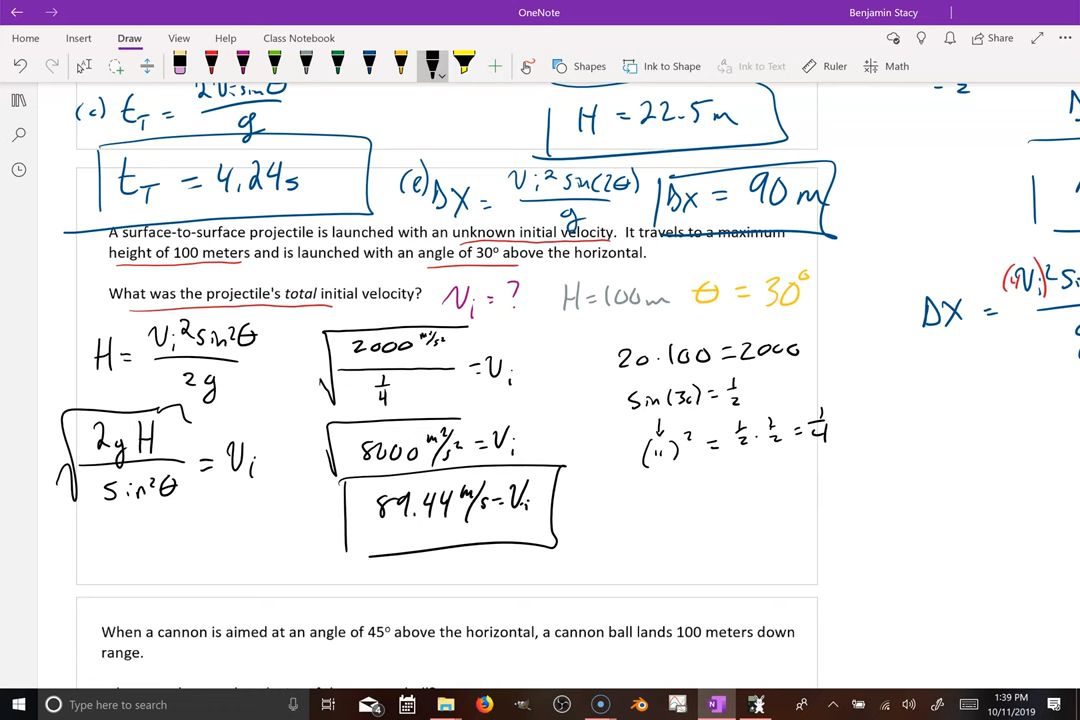 OneNote
Benjamin Stacy
Home Insert Draw View Help Class Notebook Share
Shapes Ink to Shape Ink to Text Ruler Math
(c) t_T = 2Visinθ / g
H = 22.5m
t_T = 4.24s
(e) ΔX = Vi² sin(2θ) / g
ΔX = 90m
A surface-to-surface projectile is launched with an unknown initial velocity. It travels to a maximum
height of 100 meters and is launched with an angle of 30° above the horizontal.
What was the projectile's total initial velocity?
Vi = ?
H=100m
θ = 30°
ΔX =
H = Vi²sin²θ / 2g
√(2000 m²/s² / 1/4) = Vi
20·100=2000
sin(30)=1/2
(")² = 1/2 · 1/2 = 1/4
√(2gH / sin²θ) = Vi
√(8000 m²/s²) = Vi
89.44 m/s = Vi
When a cannon is aimed at an angle of 45° above the horizontal, a cannon ball lands 100 meters down
range.
Type here to search
1:39 PM
10/11/2019